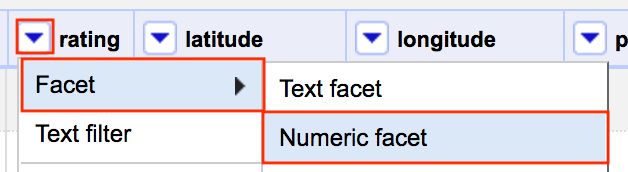 rating latitude longitude p
Facet
Text facet
Text filter
Numeric facet